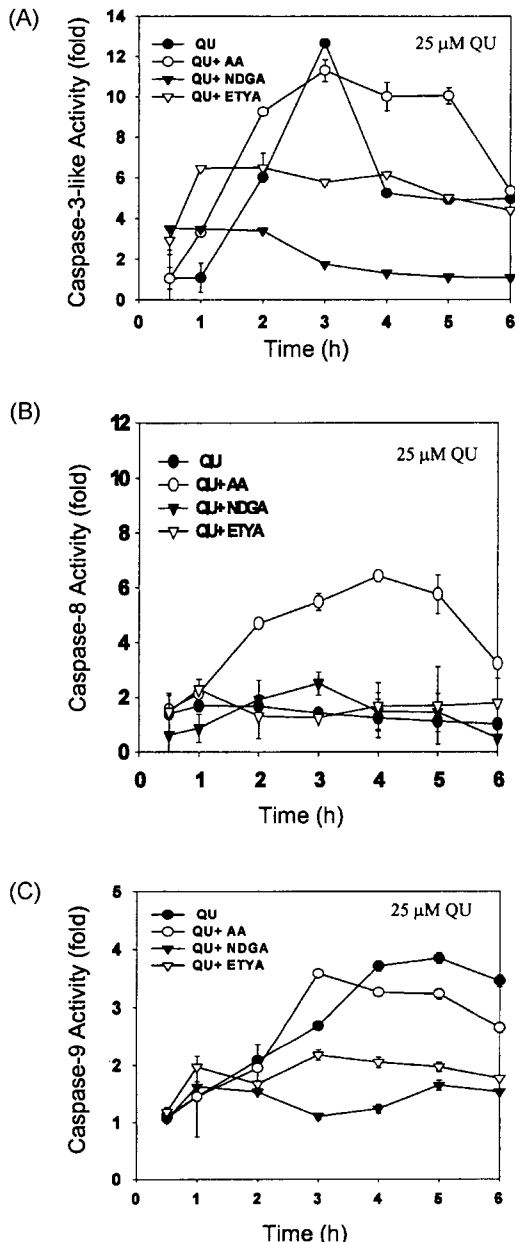 (A)
Caspase-3-like Activity (fold)
14
12
10
8
6
4
2
0
QU
QU+ AA
QU+ NDGA
QU+ ETYA
25 μM QU
0 1 2 3 4 5 6
Time (h)
(B)
Caspase-8 Activity (fold)
12
10
8
6
4
2
0
QU
QU+AA
QU+NDGA
QU+ETYA
25 μM QU
0 1 2 3 4 5 6
Time (h)
(C)
Caspase-9 Activity (fold)
5
4
3
2
1
0
QU
QU+ AA
QU+ NDGA
QU+ ETYA
25 μM QU
0 1 2 3 4 5 6
Time (h)